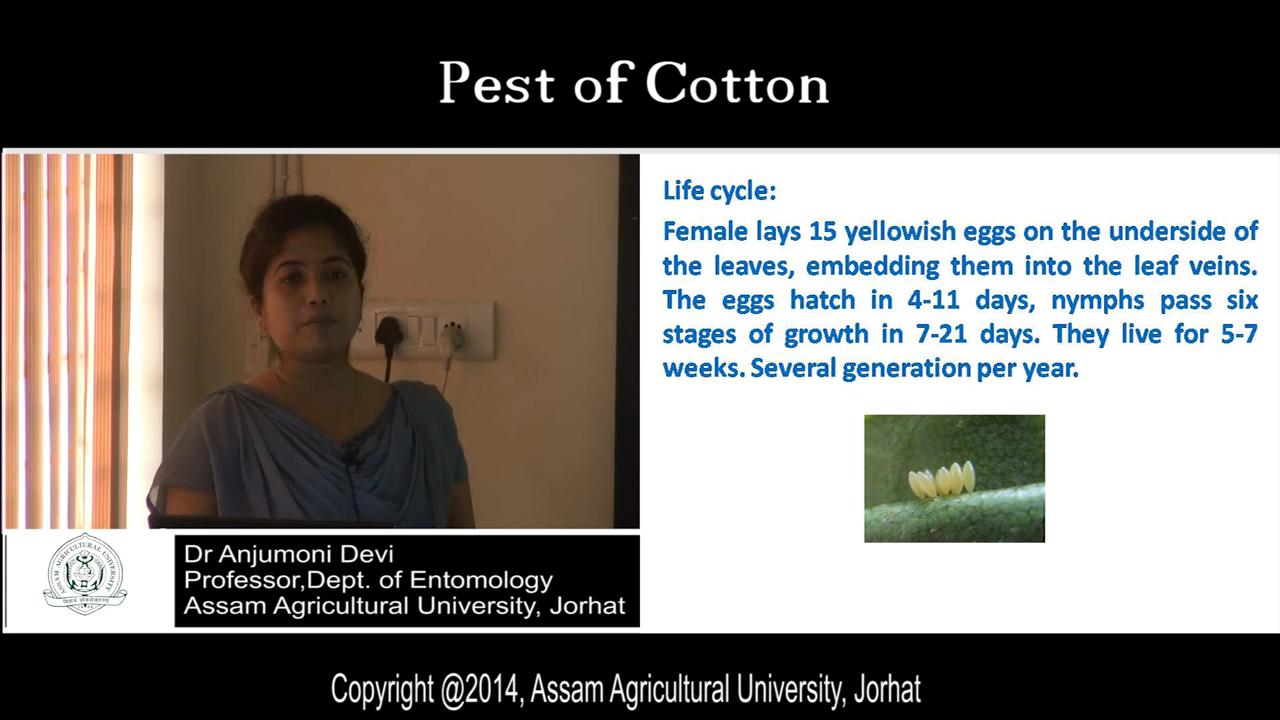 Pest of Cotton
Life cycle:
Female lays 15 yellowish eggs on the underside of
the leaves, embedding them into the leaf veins.
The eggs hatch in 4-11 days, nymphs pass six
stages of growth in 7-21 days. They live for 5-7
weeks. Several generation per year.
ASSAM AGRICULTURAL UNIVERSITY
Dr Anjumoni Devi
Professor,Dept. of Entomology
Assam Agricultural University, Jorhat
Copyright @2014, Assam Agricultural University, Jorhat